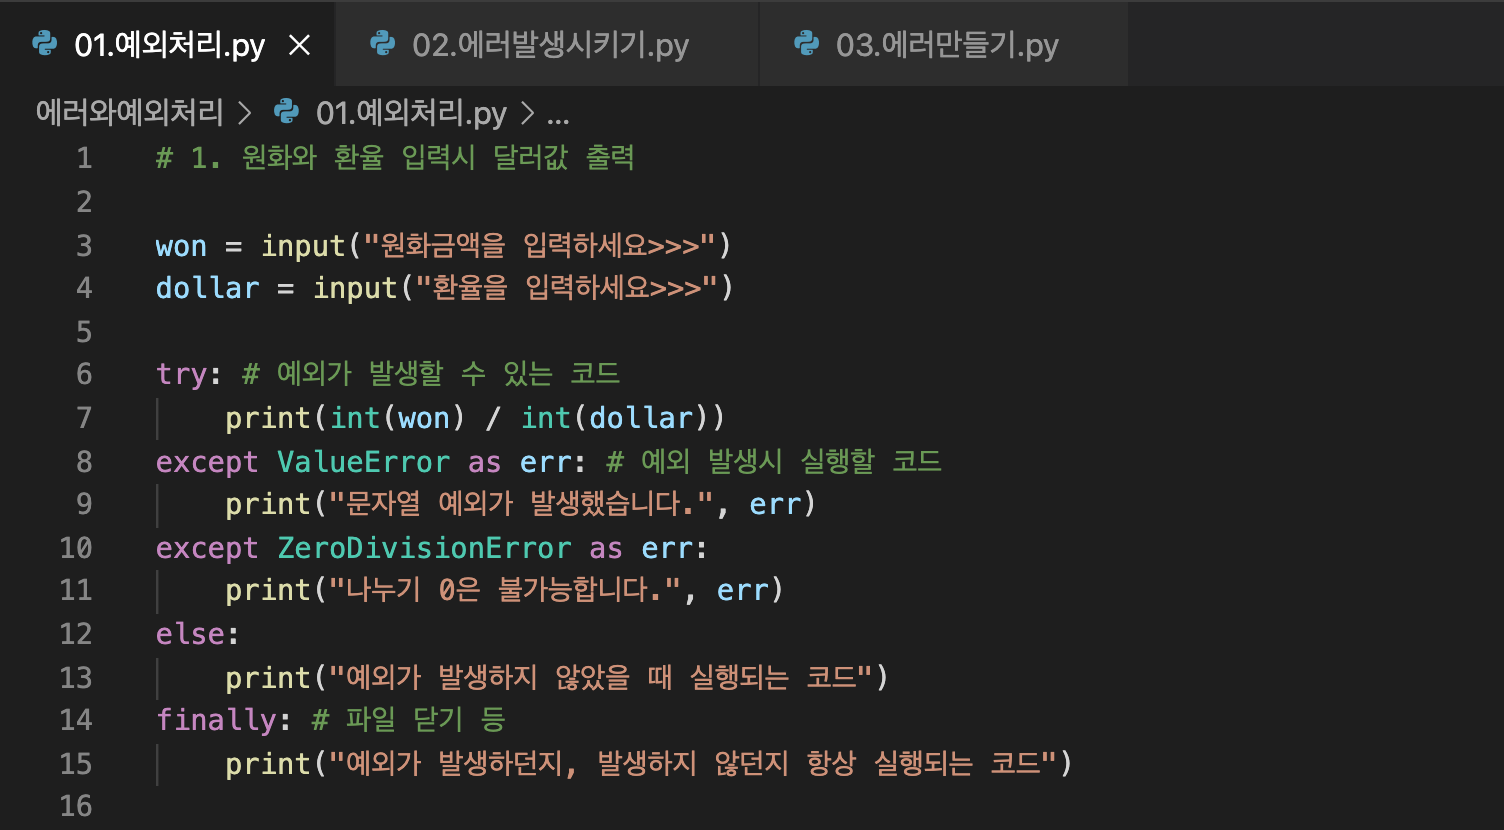 01.예외처리.py 02.에러발생시키기.py 03.에러만들기.py
에러와예외처리 > 01.예외처리.py > ...
1 # 1. 원화와 환율 입력시 달러값 출력
2
3 won = input("원화금액을 입력하세요>>>")
4 dollar = input("환율을 입력하세요>>>")
5
6 try: # 예외가 발생할 수 있는 코드
7     print(int(won) / int(dollar))
8 except ValueError as err: # 예외 발생시 실행할 코드
9     print("문자열 예외가 발생했습니다.", err)
10 except ZeroDivisionError as err:
11     print("나누기 0은 불가능합니다.", err)
12 else:
13     print("예외가 발생하지 않았을 때 실행되는 코드")
14 finally: # 파일 닫기 등
15     print("예외가 발생하던지, 발생하지 않던지 항상 실행되는 코드")
16